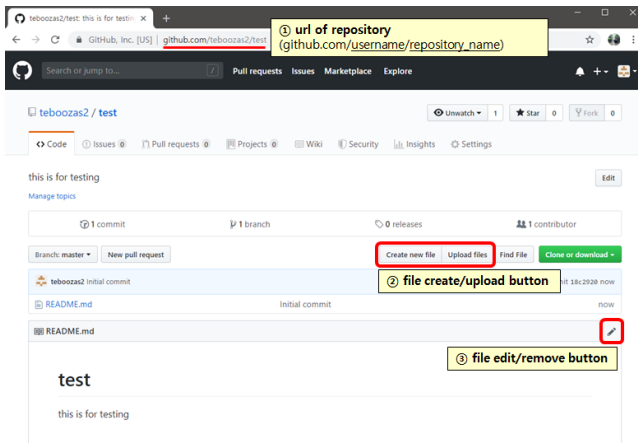 teboozas2/test: this is for testin
① url of repository
(github.com/username/repository_name)
GitHub, Inc. [US] | github.com/teboozas2/test
Search or jump to... / Pull requests Issues Marketplace Explore
teboozas2 / test Unwatch 1 Star 0 Fork 0
Code Issues 0 Pull requests 0 Projects 0 Wiki Security Insights Settings
this is for testing Edit
Manage topics
1 commit 1 branch 0 releases 1 contributor
Branch: master New pull request Create new file Upload files Find File Clone or download
teboozas2 Initial commit 18c2920 now
② file create/upload button
README.md Initial commit now
README.md
③ file edit/remove button
test
this is for testing